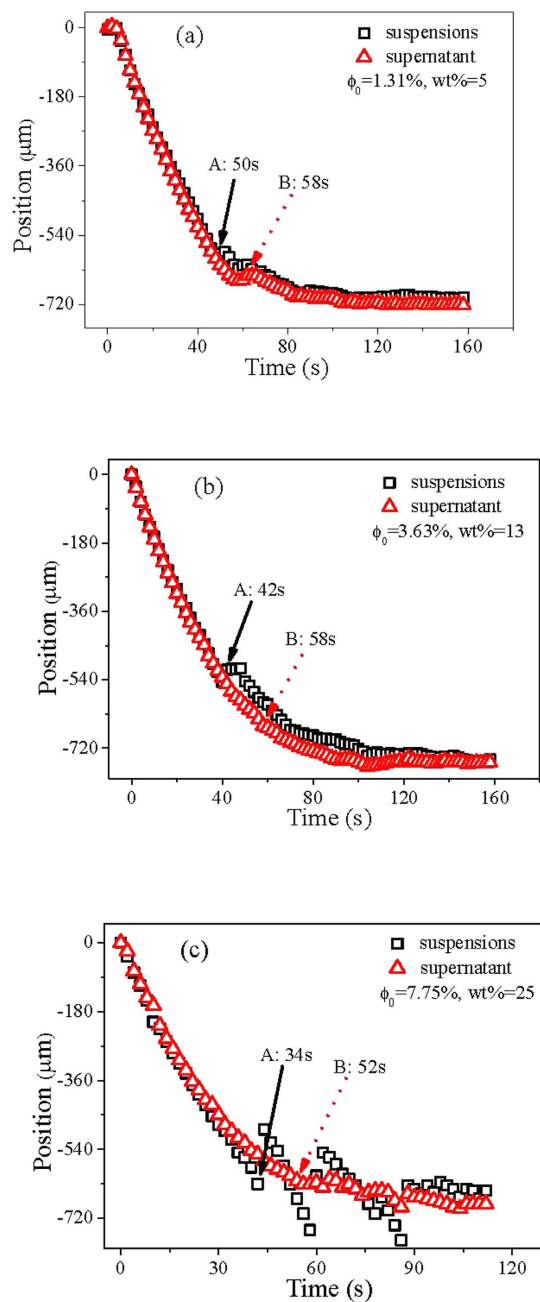 (a)
suspensions
supernatant
ϕ₀=1.31%, wt%=5
A: 50s
B: 58s
0
-180
-360
-540
-720
Position (μm)
0 40 80 120 160
Time (s)
(b)
suspensions
supernatant
ϕ₀=3.63%, wt%=13
A: 42s
B: 58s
0
-180
-360
-540
-720
Position (μm)
0 40 80 120 160
Time (s)
(c)
suspensions
supernatant
ϕ₀=7.75%, wt%=25
A: 34s
B: 52s
0
-180
-360
-540
-720
Position (μm)
0 30 60 90 120
Time (s)